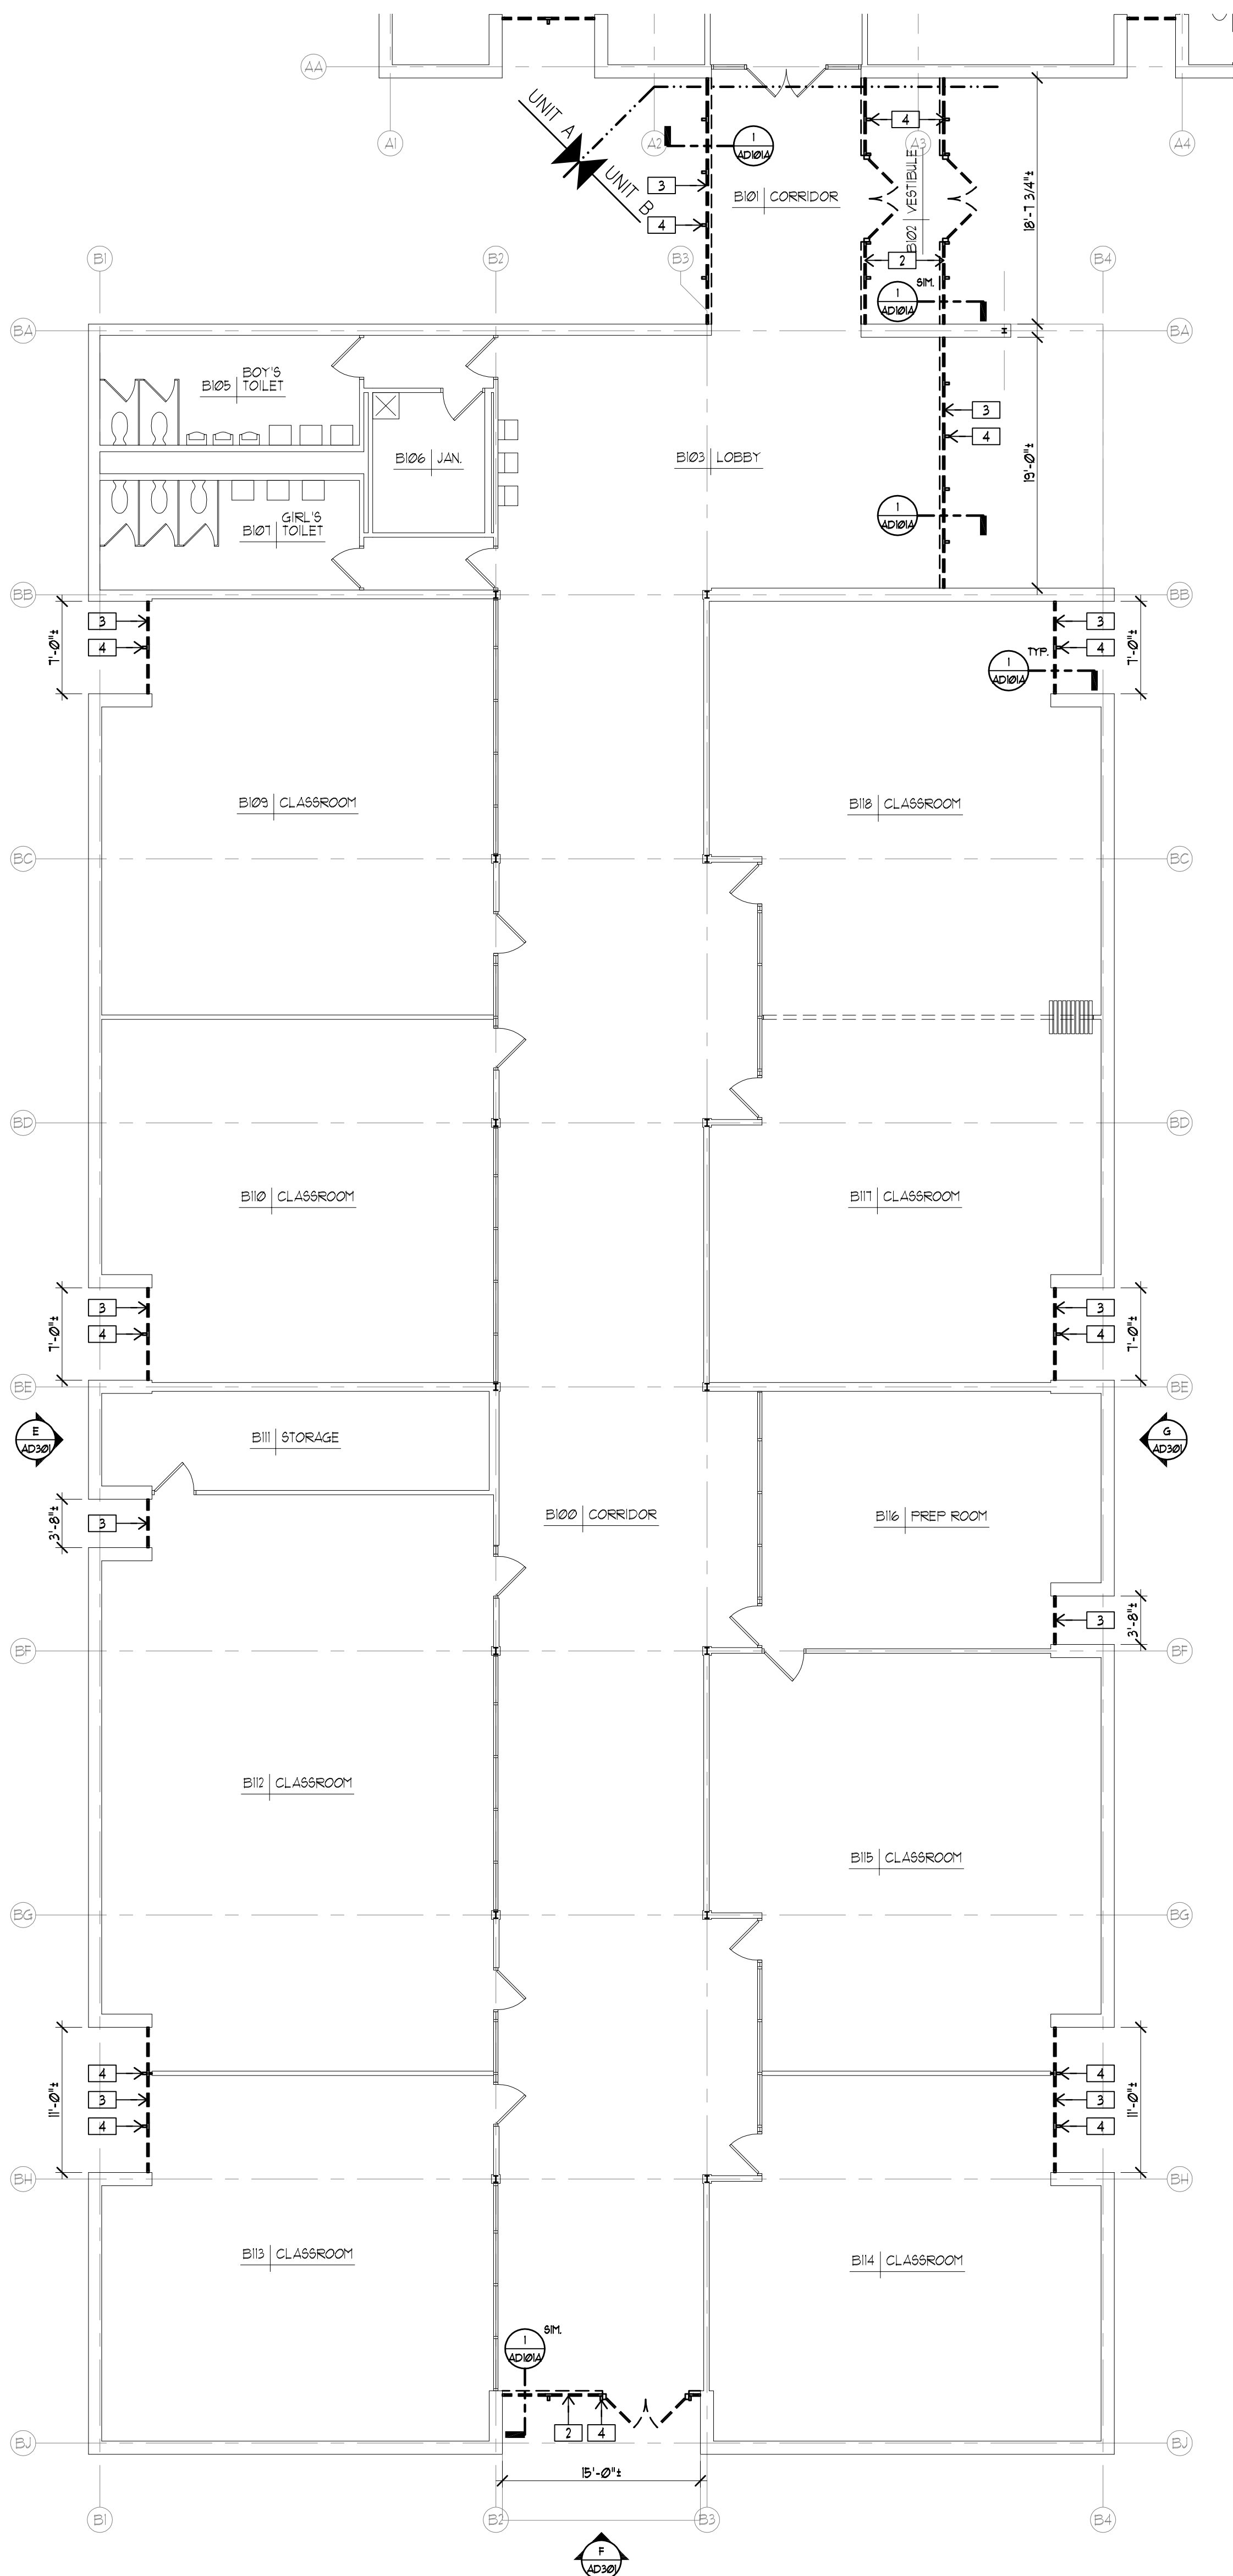 AA
A1
A2
A3
A4
UNIT A
UNIT B
1
AD101A
4
3
4
B101 CORRIDOR
B102 VESTIBULE
18'-7 3/4"±
2
SIM.
1
AD101A
B1
B2
B3
B4
BA
BA
BOY'S
B105 TOILET
B106 JAN.
B103 LOBBY
3
4
19'-0"±
1
AD101A
GIRL'S
B107 TOILET
BB
BB
3
4
7'-0"±
3
4
7'-0"±
TYP.
1
AD101A
B109 CLASSROOM
B118 CLASSROOM
BC
BC
BD
BD
B110 CLASSROOM
B117 CLASSROOM
3
4
7'-0"±
3
4
7'-0"±
BE
BE
E
AD301
G
AD301
B111 STORAGE
B100 CORRIDOR
B116 PREP ROOM
3
3'-8"±
3
3'-8"±
BF
BF
B112 CLASSROOM
B115 CLASSROOM
BG
BG
4
3
4
11'-0"±
4
3
4
11'-0"±
BH
BH
B113 CLASSROOM
B114 CLASSROOM
SIM.
1
AD101A
2
4
BJ
BJ
15'-0"±
B1
B2
B3
B4
F
AD301